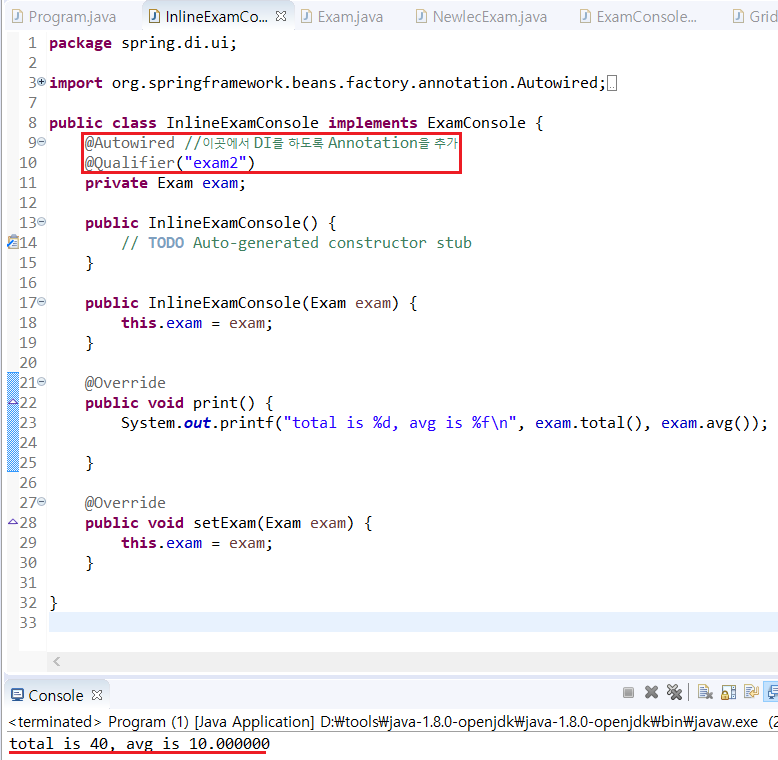 Program.java InlineExamCo... Exam.java NewlecExam.java ExamConsole... Grid
1 package spring.di.ui;
2
3 import org.springframework.beans.factory.annotation.Autowired;
7
8 public class InlineExamConsole implements ExamConsole {
9 @Autowired //이곳에서 DI를 하도록 Annotation을 추가
10 @Qualifier("exam2")
11 private Exam exam;
12
13 public InlineExamConsole() {
14 // TODO Auto-generated constructor stub
15 }
16
17 public InlineExamConsole(Exam exam) {
18 this.exam = exam;
19 }
20
21 @Override
22 public void print() {
23 System.out.printf("total is %d, avg is %f\n", exam.total(), exam.avg());
24
25 }
26
27 @Override
28 public void setExam(Exam exam) {
29 this.exam = exam;
30 }
31
32 }
33
Console
<terminated> Program (1) [Java Application] D:₩tools₩java-1.8.0-openjdk₩java-1.8.0-openjdk₩bin₩javaw.exe (2
total is 40, avg is 10.000000